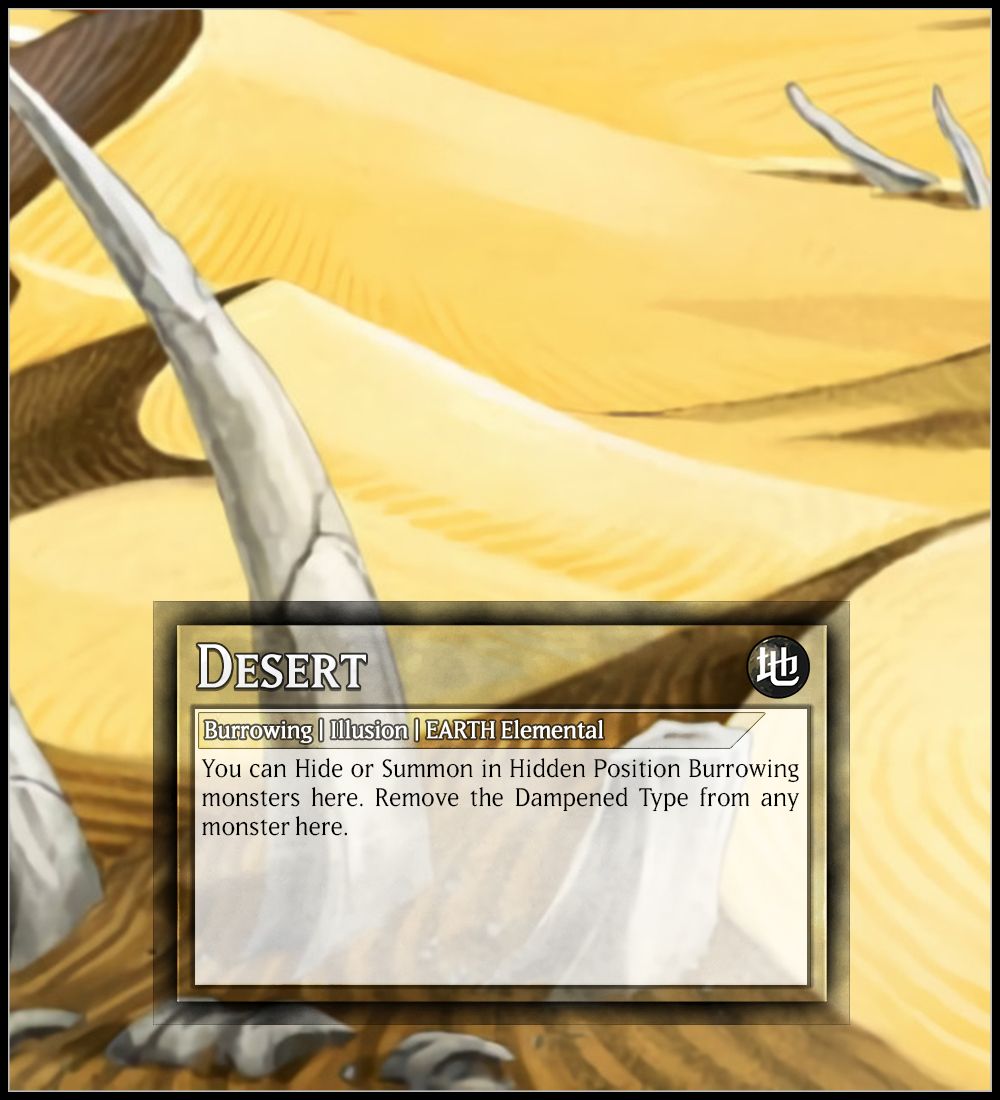 Desert
地
Burrowing | Illusion | EARTH Elemental
You can Hide or Summon in Hidden Position Burrowing
monsters here. Remove the Dampened Type from any
monster here.